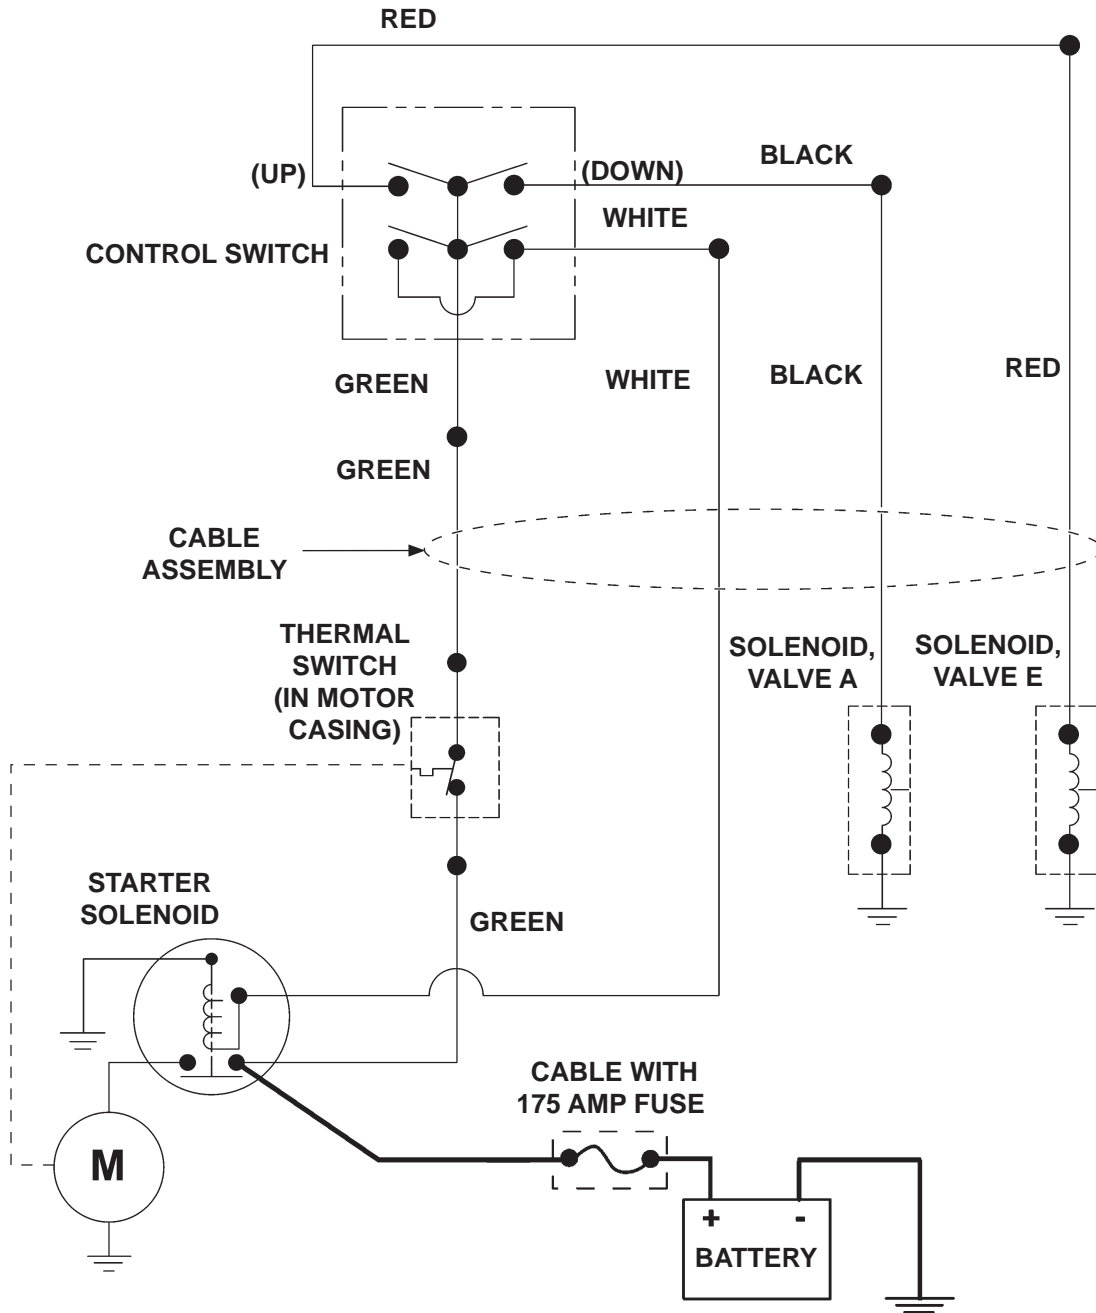 RED
(UP)
(DOWN)
BLACK
WHITE
CONTROL SWITCH
GREEN
WHITE
BLACK
RED
GREEN
CABLE
ASSEMBLY
THERMAL
SWITCH
(IN MOTOR
CASING)
SOLENOID,
VALVE A
SOLENOID,
VALVE E
STARTER
SOLENOID
GREEN
CABLE WITH
175 AMP FUSE
M
+ -
BATTERY